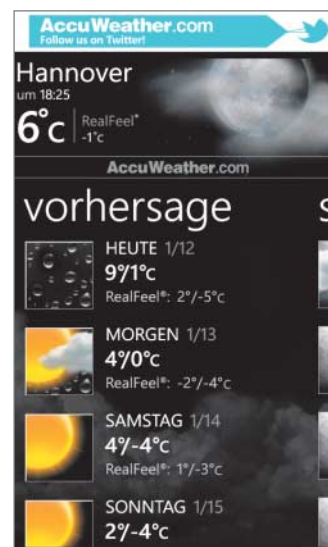 AccuWeather.com
Follow us on Twitter!
Hannover
um 18:25
6°c RealFeel®
-1°c
AccuWeather.com
vorhersage s
HEUTE 1/12
9°/1°c
RealFeel®: 2°/-5°c
MORGEN 1/13
4°/0°c
RealFeel®: -2°/-4°c
SAMSTAG 1/14
4°/-4°c
RealFeel®: 1°/-3°c
SONNTAG 1/15
2°/-4°c